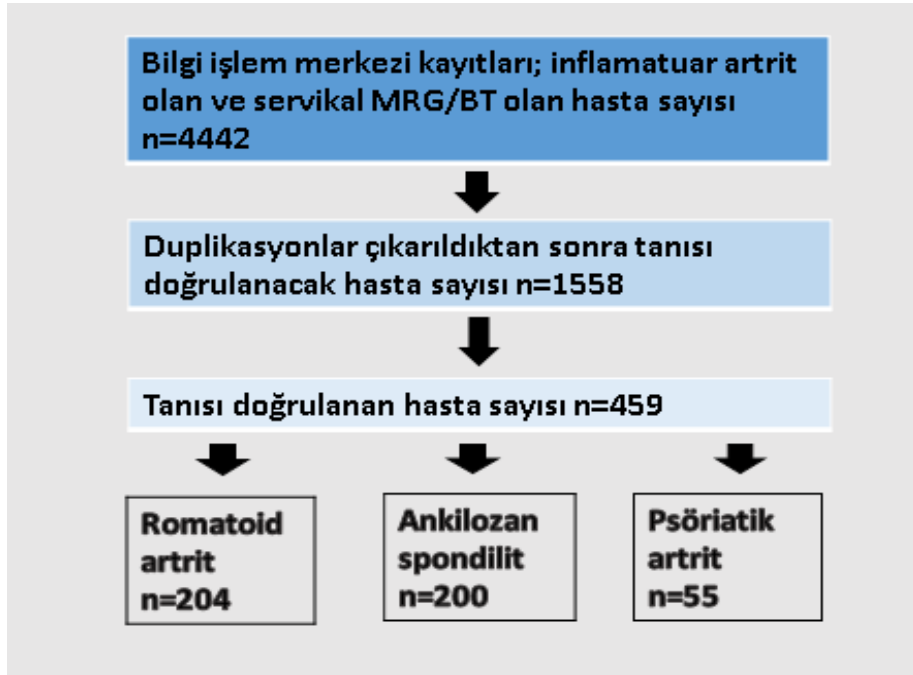 Bilgi işlem merkezi kayıtları; inflamatuar artrit
olan ve servikal MRG/BT olan hasta sayısı
n=4442
Duplikasyonlar çıkarıldıktan sonra tanısı
doğrulanacak hasta sayısı n=1558
Tanısı doğrulanan hasta sayısı n=459
Romatoid
artrit
n=204
Ankilozan
spondilit
n=200
Psöriatik
artrit
n=55